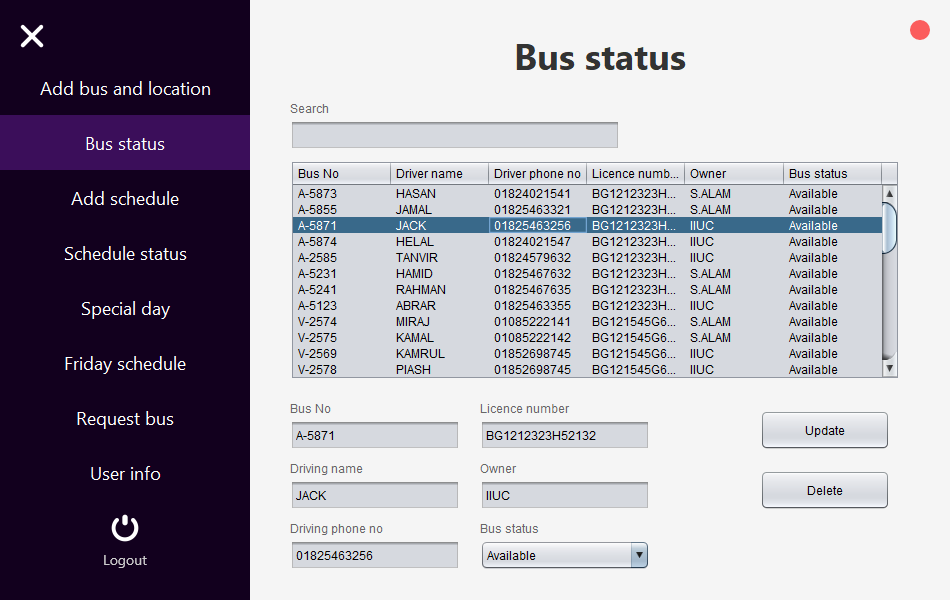 Add bus and location
Bus status
Add schedule
Schedule status
Special day
Friday schedule
Request bus
User info
Logout
Bus status
Search
Bus No Driver name Driver phone no Licence numb... Owner Bus status
A-5873 HASAN 01824021541 BG1212323H... S.ALAM Available
A-5855 JAMAL 01825463321 BG1212323H... S.ALAM Available
A-5871 JACK 01825463256 BG1212323H... IIUC Available
A-5874 HELAL 01824021547 BG1212323H... IIUC Available
A-2585 TANVIR 01824579632 BG1212323H... IIUC Available
A-5231 HAMID 01825467632 BG1212323H... S.ALAM Available
A-5241 RAHMAN 01825467635 BG1212323H... S.ALAM Available
A-5123 ABRAR 01825463355 BG1212323H... IIUC Available
V-2574 MIRAJ 01085222141 BG121545G6... S.ALAM Available
V-2575 KAMAL 01085222142 BG121545G6... S.ALAM Available
V-2569 KAMRUL 01852698745 BG121545G6... IIUC Available
V-2578 PIASH 01852698745 BG121545G6... IIUC Available
Bus No Licence number
A-5871 BG1212323H52132 Update
Driving name Owner
JACK IIUC Delete
Driving phone no Bus status
01825463256 Available